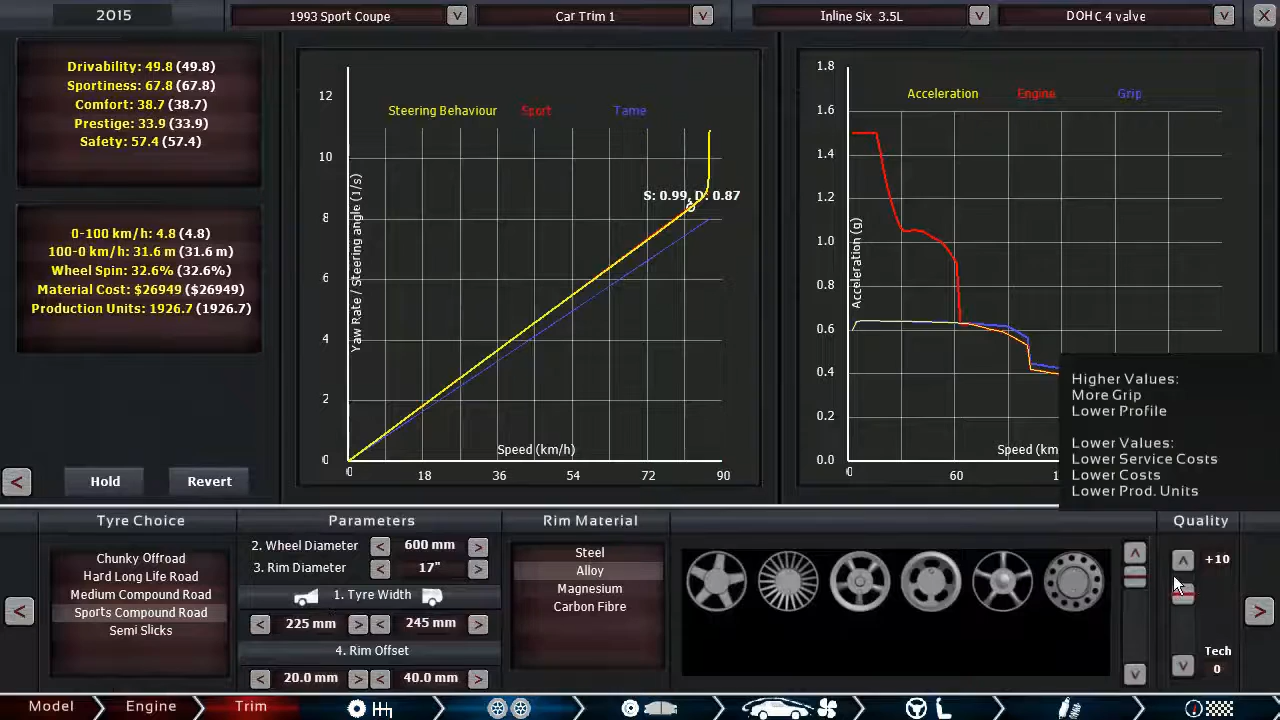 2015
1993 Sport Coupe
Car Trim 1
Inline Six 3.5L
DOHC 4 valve
Drivability: 49.8 (49.8)
Sportiness: 67.8 (67.8)
Comfort: 38.7 (38.7)
Prestige: 33.9 (33.9)
Safety: 57.4 (57.4)
0-100 km/h: 4.8 (4.8)
100-0 km/h: 31.6 m (31.6 m)
Wheel Spin: 32.6% (32.6%)
Material Cost: $26949 ($26949)
Production Units: 1926.7 (1926.7)
Hold
Revert
Steering Behaviour Sport Tame
Yaw Rate / Steering angle (1/s)
12
10
8
6
4
2
0
S: 0.99, D: 0.87
Speed (km/h)
0 18 36 54 72 90
Acceleration Engine Grip
Acceleration (g)
1.8
1.6
1.4
1.2
1.0
0.8
0.6
0.4
0.2
0.0
Speed (km
0 60 1
Higher Values:
More Grip
Lower Profile
Lower Values:
Lower Service Costs
Lower Costs
Lower Prod. Units
Tyre Choice
Chunky Offroad
Hard Long Life Road
Medium Compound Road
Sports Compound Road
Semi Slicks
Parameters
2. Wheel Diameter 600 mm
3. Rim Diameter 17"
1. Tyre Width
225 mm 245 mm
4. Rim Offset
20.0 mm 40.0 mm
Rim Material
Steel
Alloy
Magnesium
Carbon Fibre
Quality
+10
Tech
0
Model
Engine
Trim